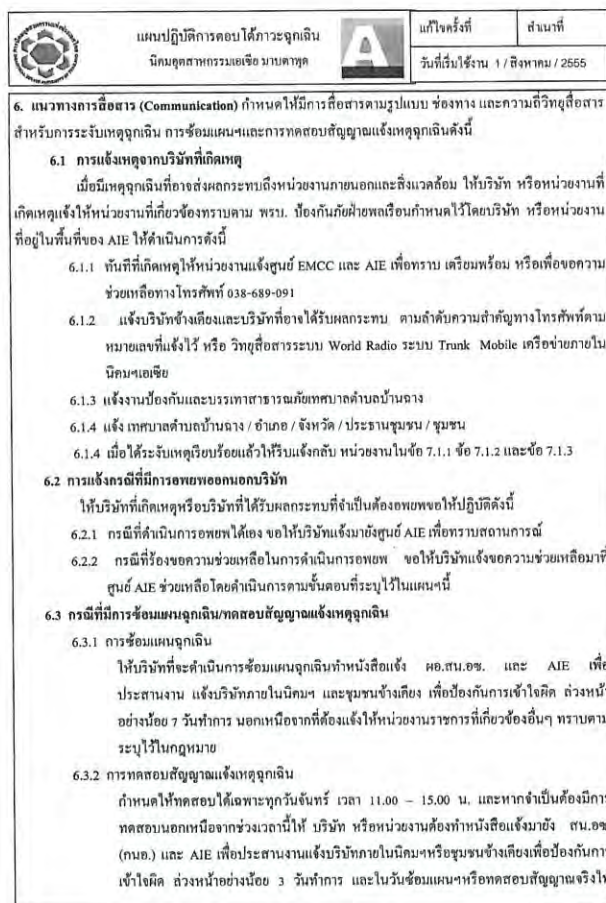 แผนปฏิบัติการตอบโต้ภาวะฉุกเฉิน
นิคมอุตสาหกรรมเอเซีย มาบตาพุด
A
แก้ไขครั้งที่
สำเนาที่
วันที่เริ่มใช้งาน 1 / สิงหาคม / 2555
6. แนวทางการสื่อสาร (Communication) กำหนดให้มีการสื่อสารตามรูปแบบ ช่องทาง และความถี่วิทยุสื่อสาร
สำหรับการระงับเหตุฉุกเฉิน การซ้อมแผนฯและการทดสอบสัญญาณแจ้งเหตุฉุกเฉินดังนี้
6.1 การแจ้งเหตุจากบริษัทที่เกิดเหตุ
เมื่อมีเหตุฉุกเฉินที่อาจส่งผลกระทบถึงหน่วยงานภายนอกและสิ่งแวดล้อม ให้บริษัท หรือหน่วยงานที่
เกิดเหตุแจ้งให้หน่วยงานที่เกี่ยวข้องทราบตาม พรบ. ป้องกันภัยฝ่ายพลเรือนกำหนดไว้โดยบริษัท หรือหน่วยงาน
ที่อยู่ในพื้นที่ของ AIE ให้ดำเนินการดังนี้
6.1.1 ทันทีที่เกิดเหตุให้หน่วยงานแจ้งศูนย์ EMCC และ AIE เพื่อทราบ เตรียมพร้อม หรือเพื่อขอความ
ช่วยเหลือทางโทรศัพท์ 038-689-091
6.1.2 แจ้งบริษัทข้างเคียงและบริษัทที่อาจได้รับผลกระทบ ตามลำดับความสำคัญทางโทรศัพท์ตาม
หมายเลขที่แจ้งไว้ หรือ วิทยุสื่อสารระบบ World Radio ระบบ Trunk Mobile เครือข่ายภายใน
นิคมฯเอเซีย
6.1.3 แจ้งงานป้องกันและบรรเทาสาธารณภัยเทศบาลตำบลบ้านฉาง
6.1.4 แจ้ง เทศบาลตำบลบ้านฉาง / อำเภอ / จังหวัด / ประธานชุมชน / ชุมชน
6.1.4 เมื่อได้ระงับเหตุเรียบร้อยแล้วให้รีบแจ้งกลับ หน่วยงานในข้อ 7.1.1 ข้อ 7.1.2 และข้อ 7.1.3
6.2 การแจ้งกรณีที่มีการอพยพออกนอกบริษัท
ให้บริษัทที่เกิดเหตุหรือบริษัทที่ได้รับผลกระทบที่จำเป็นต้องอพยพขอให้ปฏิบัติดังนี้
6.2.1 กรณีที่ดำเนินการอพยพได้เอง ขอให้บริษัทแจ้งมายังศูนย์ AIE เพื่อทราบสถานการณ์
6.2.2 กรณีที่ร้องขอความช่วยเหลือในการดำเนินการอพยพ ขอให้บริษัทแจ้งขอความช่วยเหลือมาที่
ศูนย์ AIE ช่วยเหลือโดยดำเนินการตามขั้นตอนที่ระบุไว้ในแผนฯนี้
6.3 กรณีที่มีการซ้อมแผนฉุกเฉิน/ทดสอบสัญญาณแจ้งเหตุฉุกเฉิน
6.3.1 การซ้อมแผนฉุกเฉิน
ให้บริษัทที่จะดำเนินการซ้อมแผนฉุกเฉินทำหนังสือแจ้ง ผอ.สน.อซ. และ AIE เพื่อ
ประสานงาน แจ้งบริษัทภายในนิคมฯ และชุมชนข้างเคียง เพื่อป้องกันการเข้าใจผิด ล่วงหน้า
อย่างน้อย 7 วันทำการ นอกเหนือจากที่ต้องแจ้งให้หน่วยงานราชการที่เกี่ยวข้องอื่นๆ ทราบตาม
ระบุไว้ในกฎหมาย
6.3.2 การทดสอบสัญญาณแจ้งเหตุฉุกเฉิน
กำหนดให้ทดสอบได้เฉพาะทุกวันจันทร์ เวลา 11.00 – 15.00 น. และหากจำเป็นต้องมีการ
ทดสอบนอกเหนือจากช่วงเวลานี้ให้ บริษัท หรือหน่วยงานต้องทำหนังสือแจ้งมายัง สน.อซ
(กนอ.) และ AIE เพื่อประสานงานแจ้งบริษัทภายในนิคมฯหรือชุมชนข้างเคียงเพื่อป้องกันการ
เข้าใจผิด ล่วงหน้าอย่างน้อย 3 วันทำการ และในวันซ้อมแผนฯหรือทดสอบสัญญาณจริงให้